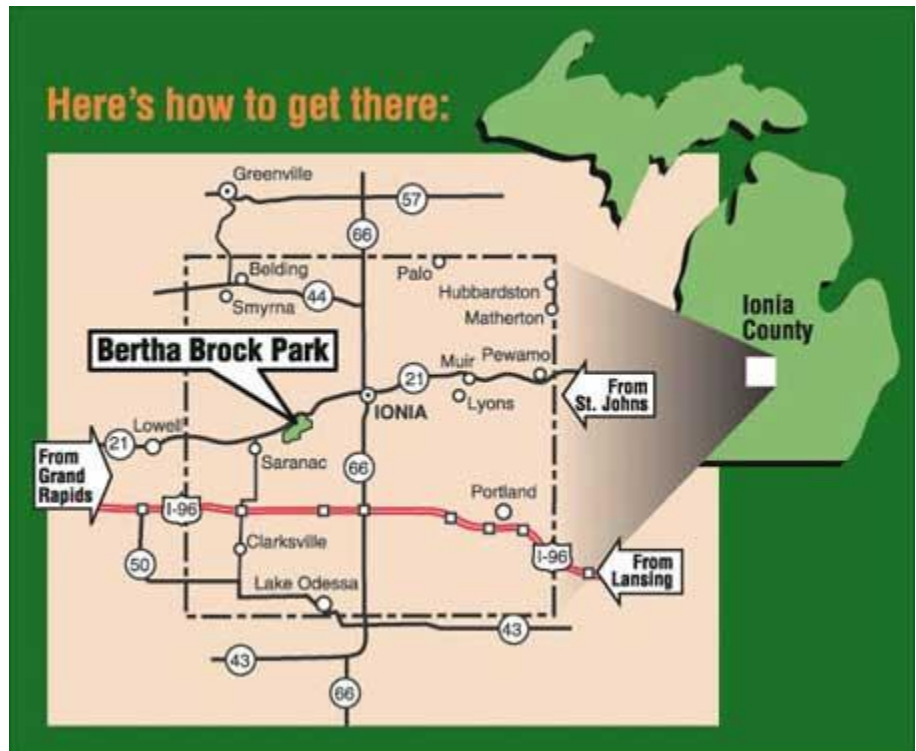 Here's how to get there:
Greenville
57
66
Belding
Palo
Hubbardston
44
Smyrna
Matherton
Ionia
County
Bertha Brock Park
Muir
Pewamo
21
From
St. Johns
IONIA
Lyons
Lowell
21
Saranac
From
Grand
Rapids
66
Portland
I-96
Clarksville
I-96
50
From
Lansing
Lake Odessa
43
43
66